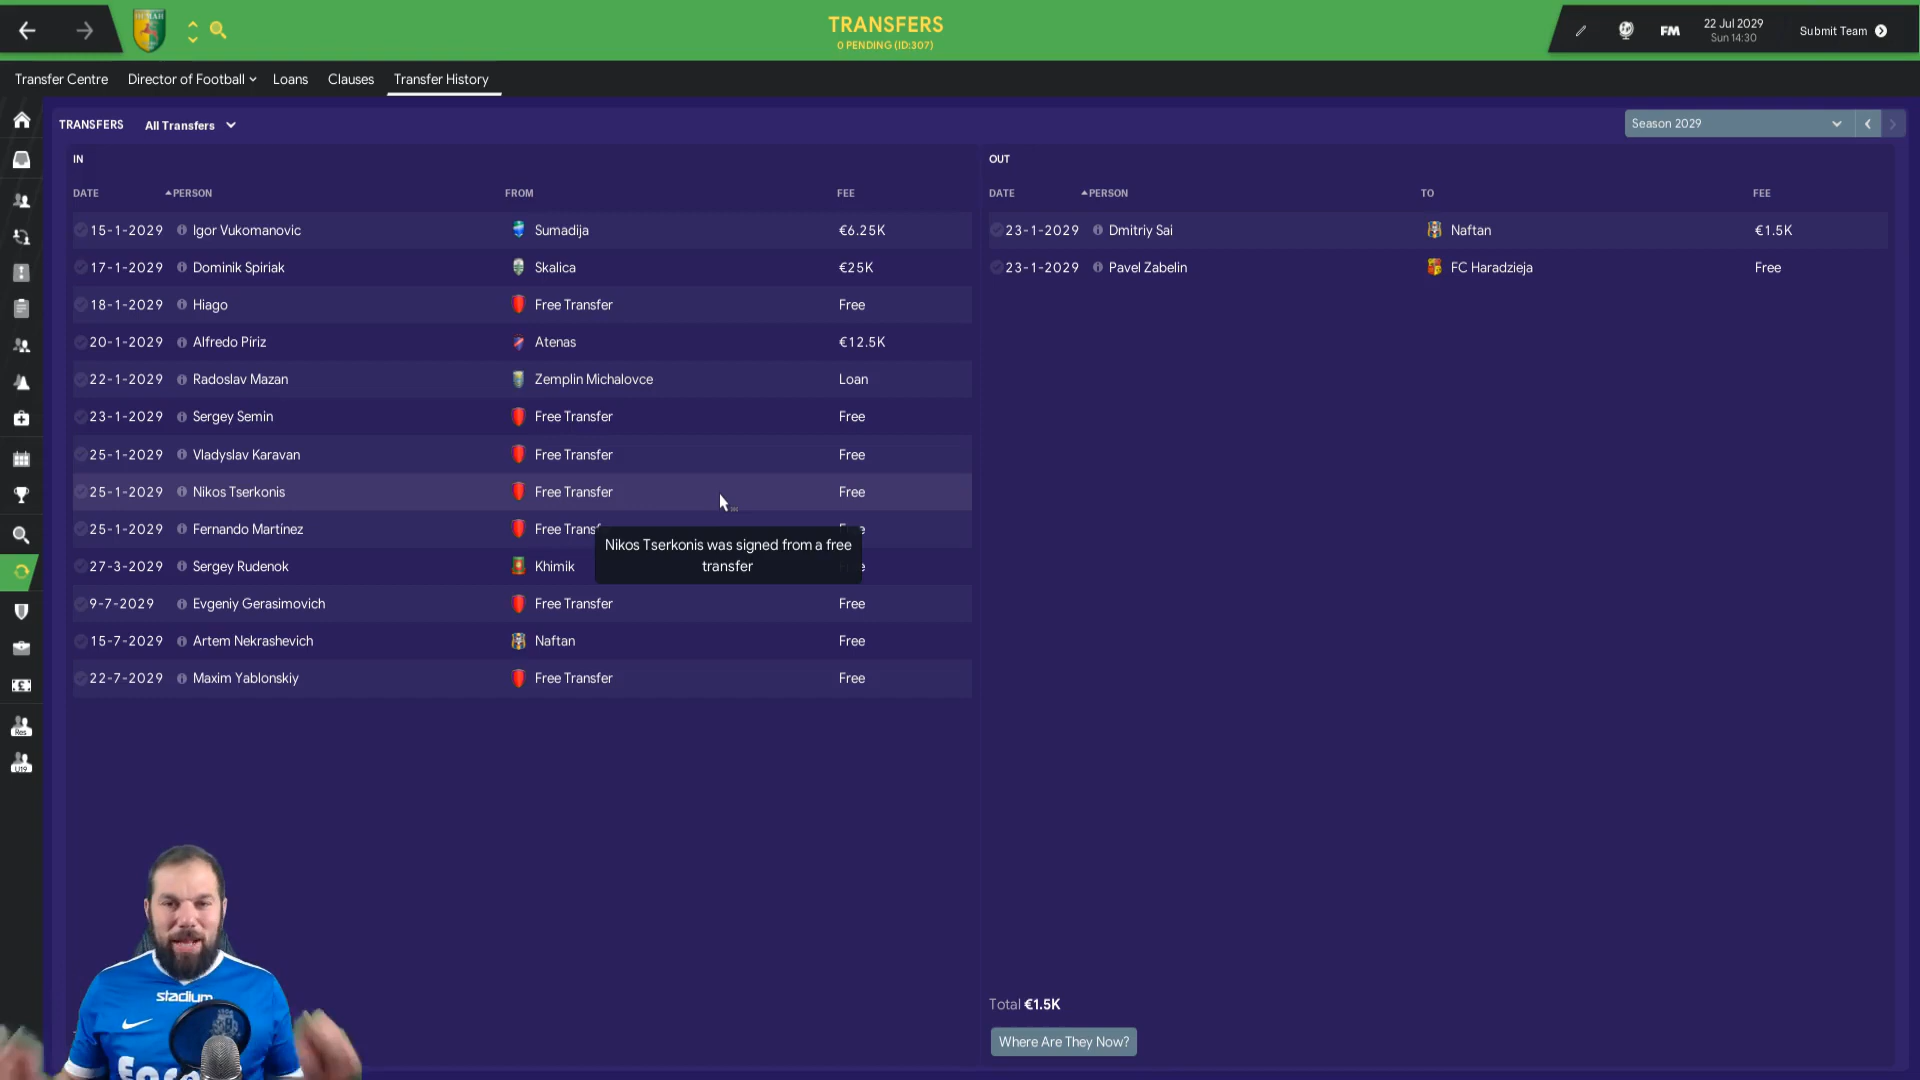 TRANSFERS
0 PENDING (ID:307)
FM
22 Jul 2029
Sun 14:30
Submit Team
Transfer Centre
Director of Football
Loans
Clauses
Transfer History
TRANSFERS
All Transfers
Season 2029
IN
DATE PERSON FROM FEE
15-1-2029 Igor Vukomanovic Sumadija €6.25K
17-1-2029 Dominik Spiriak Skalica €25K
18-1-2029 Hiago Free Transfer Free
20-1-2029 Alfredo Píriz Atenas €12.5K
22-1-2029 Radoslav Mazan Zemplin Michalovce Loan
23-1-2029 Sergey Semin Free Transfer Free
25-1-2029 Vladyslav Karavan Free Transfer Free
25-1-2029 Nikos Tserkonis Free Transfer Free
25-1-2029 Fernando Martínez Free
27-3-2029 Sergey Rudenok Khimik
9-7-2029 Evgeniy Gerasimovich Free Transfer Free
15-7-2029 Artem Nekrashevich Naftan Free
22-7-2029 Maxim Yablonskiy Free Transfer Free
Nikos Tserkonis was signed from a free
transfer
OUT
DATE PERSON TO FEE
23-1-2029 Dmitriy Sai Naftan €1.5K
23-1-2029 Pavel Zabelin FC Haradzieja Free
Total €1.5K
Where Are They Now?
Res
U19
stadium